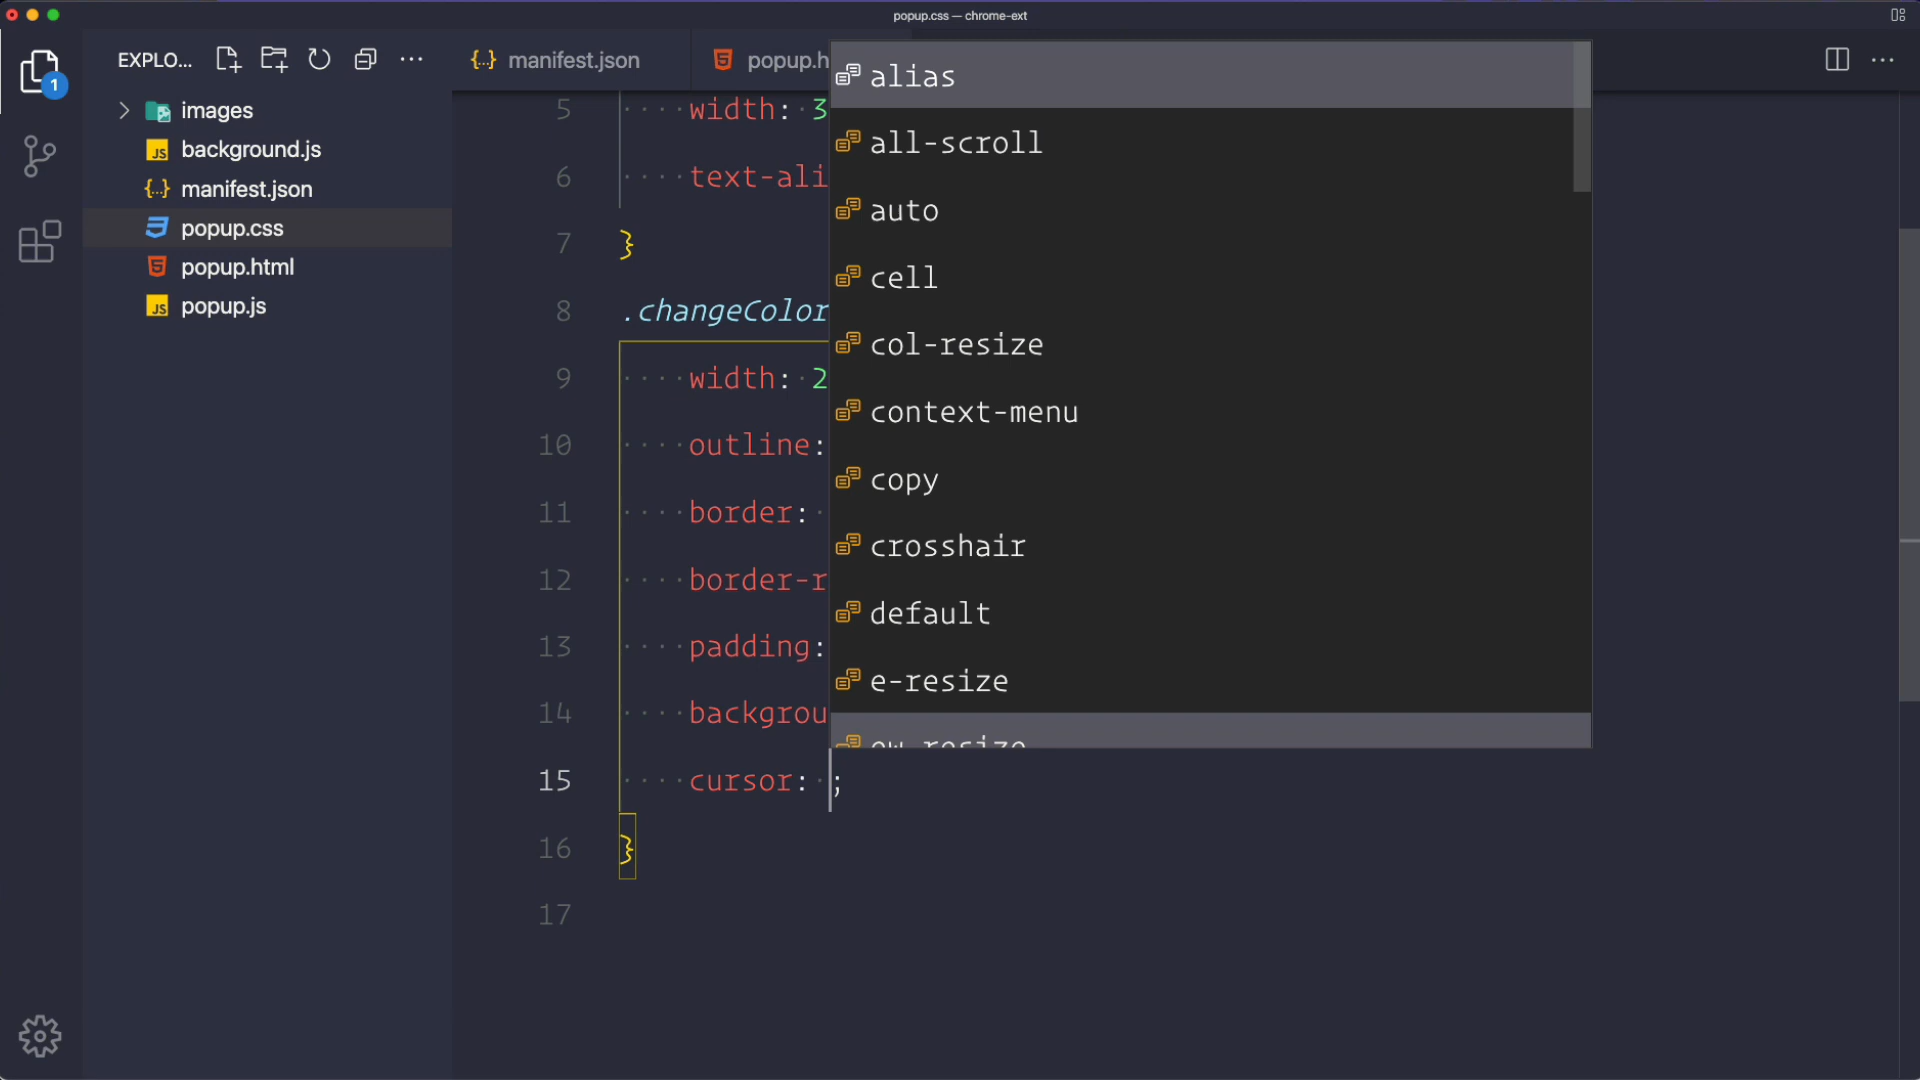 popup.css — chrome-ext
EXPLO...
1
images
background.js
manifest.json
popup.css
popup.html
popup.js
manifest.json
popup.h
5 width: 3
6 text-ali
7 }
8 .changeColor
9 width: 2
10 outline:
11 border:
12 border-r
13 padding:
14 backgrou
15 cursor: ;
16 }
17
alias
all-scroll
auto
cell
col-resize
context-menu
copy
crosshair
default
e-resize
ew-resize